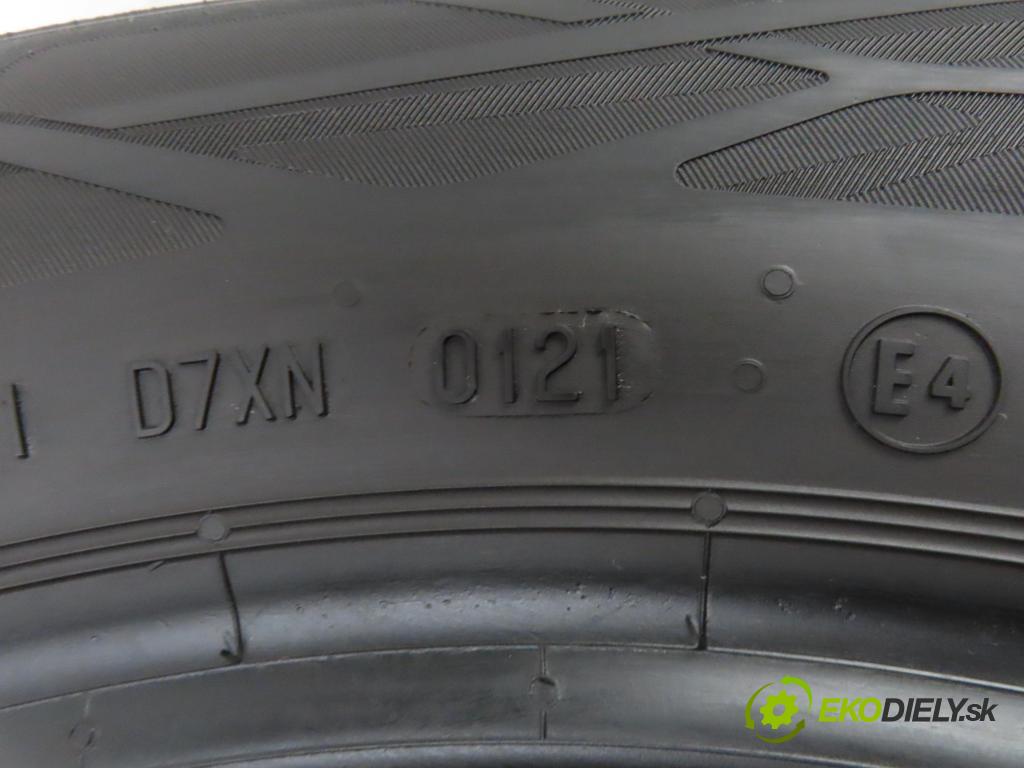 D7XN 0121 E4
EKODIELY.sk